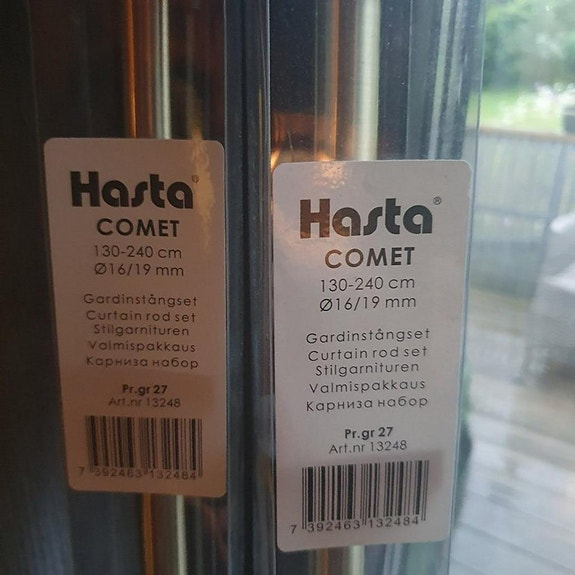 Hasta®
COMET
130-240 cm
Ø16/19 mm
Gardinstångset
Curtain rod set
Stilgarnituren
Valmispakkaus
Карниза набор
Pr.gr 27
Art.nr 13248
7 392463 132484
Hasta®
COMET
130-240 cm
Ø16/19 mm
Gardinstångset
Curtain rod set
Stilgarnituren
Valmispakkaus
Карниза набор
Pr.gr 27
Art.nr 13248
7 392463 132484